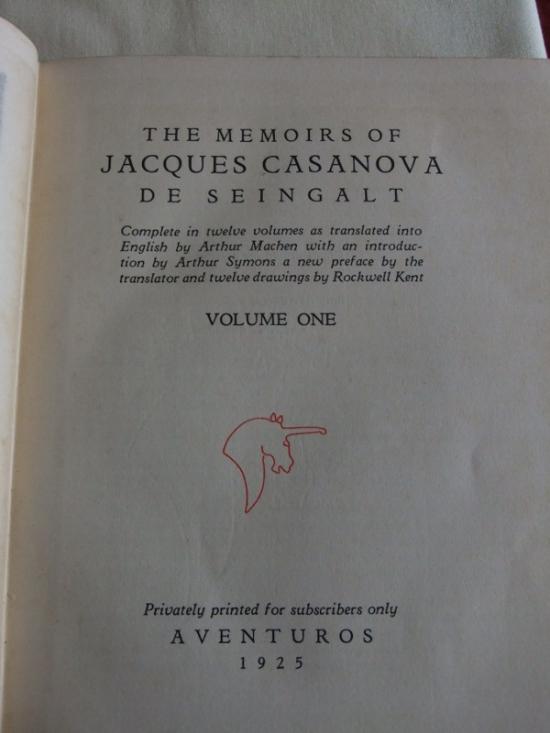 THE MEMOIRS OF
JACQUES CASANOVA
DE SEINGALT
Complete in twelve volumes as translated into
English by Arthur Machen with an introduc-
tion by Arthur Symons a new preface by the
translator and twelve drawings by Rockwell Kent
VOLUME ONE
Privately printed for subscribers only
AVENTUROS
1925